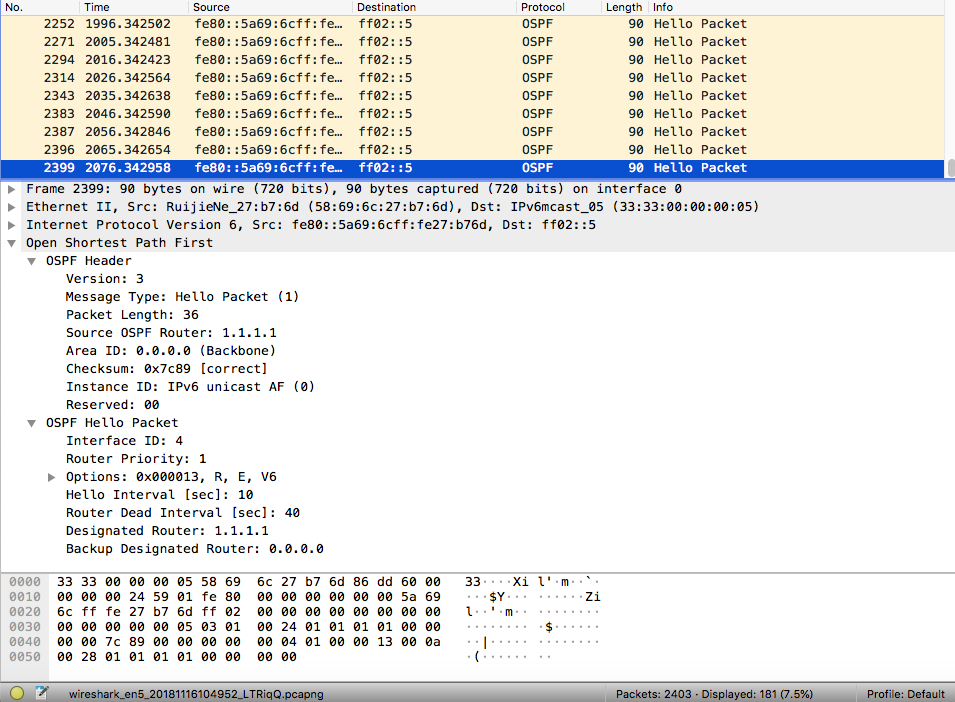 No. Time Source Destination Protocol Length Info
2252 1996.342502 fe80::5a69:6cff:fe… ff02::5 OSPF 90 Hello Packet
2271 2005.342481 fe80::5a69:6cff:fe… ff02::5 OSPF 90 Hello Packet
2294 2016.342423 fe80::5a69:6cff:fe… ff02::5 OSPF 90 Hello Packet
2314 2026.342564 fe80::5a69:6cff:fe… ff02::5 OSPF 90 Hello Packet
2343 2035.342638 fe80::5a69:6cff:fe… ff02::5 OSPF 90 Hello Packet
2383 2046.342590 fe80::5a69:6cff:fe… ff02::5 OSPF 90 Hello Packet
2387 2056.342846 fe80::5a69:6cff:fe… ff02::5 OSPF 90 Hello Packet
2396 2065.342654 fe80::5a69:6cff:fe… ff02::5 OSPF 90 Hello Packet
2399 2076.342958 fe80::5a69:6cff:fe… ff02::5 OSPF 90 Hello Packet
Frame 2399: 90 bytes on wire (720 bits), 90 bytes captured (720 bits) on interface 0
Ethernet II, Src: RuijieNe_27:b7:6d (58:69:6c:27:b7:6d), Dst: IPv6mcast_05 (33:33:00:00:00:05)
Internet Protocol Version 6, Src: fe80::5a69:6cff:fe27:b76d, Dst: ff02::5
Open Shortest Path First
OSPF Header
Version: 3
Message Type: Hello Packet (1)
Packet Length: 36
Source OSPF Router: 1.1.1.1
Area ID: 0.0.0.0 (Backbone)
Checksum: 0x7c89 [correct]
Instance ID: IPv6 unicast AF (0)
Reserved: 00
OSPF Hello Packet
Interface ID: 4
Router Priority: 1
Options: 0x000013, R, E, V6
Hello Interval [sec]: 10
Router Dead Interval [sec]: 40
Designated Router: 1.1.1.1
Backup Designated Router: 0.0.0.0
0000 33 33 00 00 00 05 58 69 6c 27 b7 6d 86 dd 60 00 33····Xi l'·m··`·
0010 00 00 00 24 59 01 fe 80 00 00 00 00 00 00 5a 69 ···$Y··· ······Zi
0020 6c ff fe 27 b7 6d ff 02 00 00 00 00 00 00 00 00 l··'·m·· ········
0030 00 00 00 00 00 05 03 01 00 24 01 01 01 01 00 00 ········ ·$······
0040 00 00 7c 89 00 00 00 00 00 04 01 00 00 13 00 0a ··|····· ········
0050 00 28 01 01 01 01 00 00 00 00 ·(······ ··
wireshark_en5_20181116104952_LTRiqQ.pcapng Packets: 2403 · Displayed: 181 (7.5%) Profile: Default